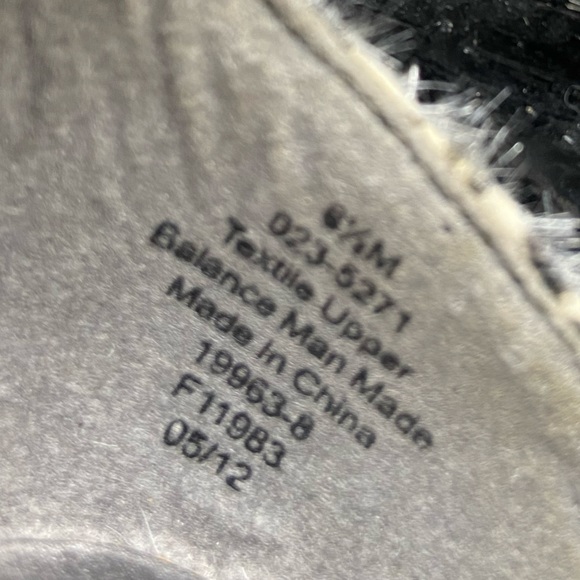 6½M
023-5271
Textile Upper
Balance Man Made
Made in China
19963-8
F11983
05/12